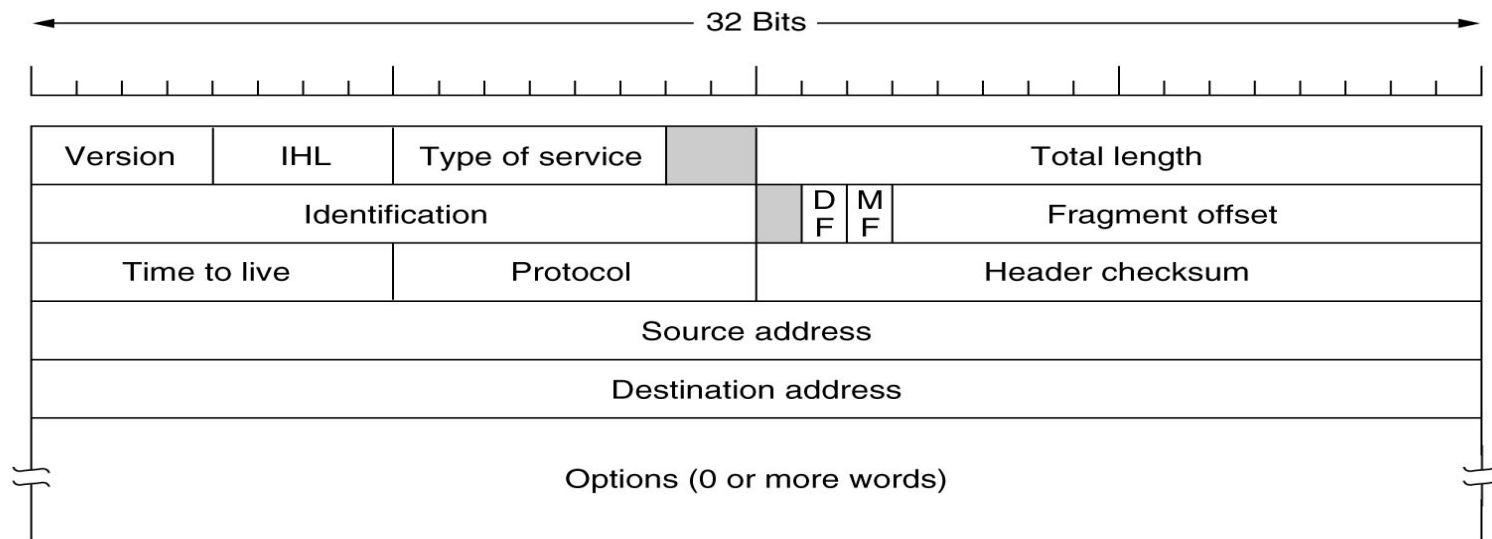 32 Bits
Version IHL Type of service Total length
Identification D F M F Fragment offset
Time to live Protocol Header checksum
Source address
Destination address
Options (0 or more words)